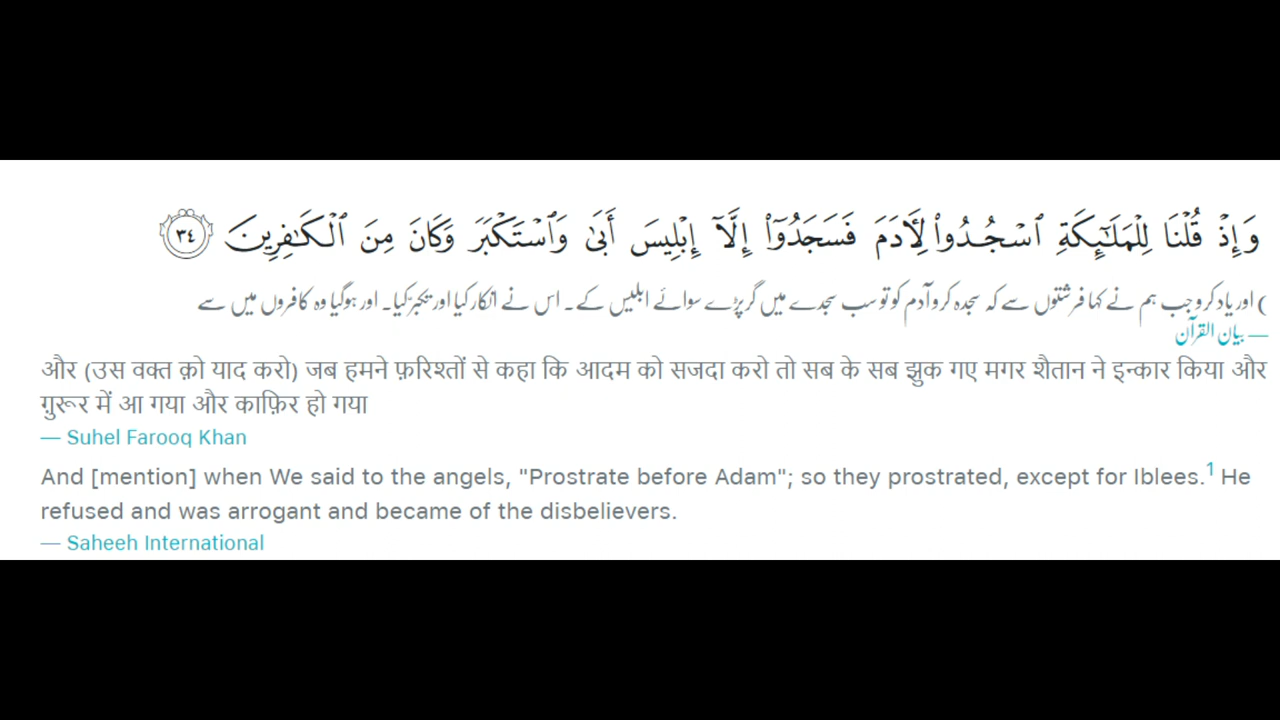 وَإِذْ قُلْنَا لِلْمَلَـٰٓئِكَةِ ٱسْجُدُوا۟ لِـَٔادَمَ فَسَجَدُوٓا۟ إِلَّآ إِبْلِيسَ أَبَىٰ وَٱسْتَكْبَرَ وَكَانَ مِنَ ٱلْكَـٰفِرِينَ ٣٤
) اور یاد کرو جب ہم نے کہا فرشتوں سے کہ سجدہ کرو آدم کو تو سب سجدے میں گرپڑے سوائے ابلیس کے۔ اس نے انکار کیا اور تکبرّ کیا۔ اور ہوگیا وہ کافروں میں سے
— بیان القرآن
और (उस वक्त क़ो याद करो) जब हमने फ़रिश्तों से कहा कि आदम को सजदा करो तो सब के सब झुक गए मगर शैतान ने इन्कार किया और
ग़ुरूर में आ गया और काफ़िर हो गया
— Suhel Farooq Khan
And [mention] when We said to the angels, "Prostrate before Adam"; so they prostrated, except for Iblees.1 He
refused and was arrogant and became of the disbelievers.
— Saheeh International